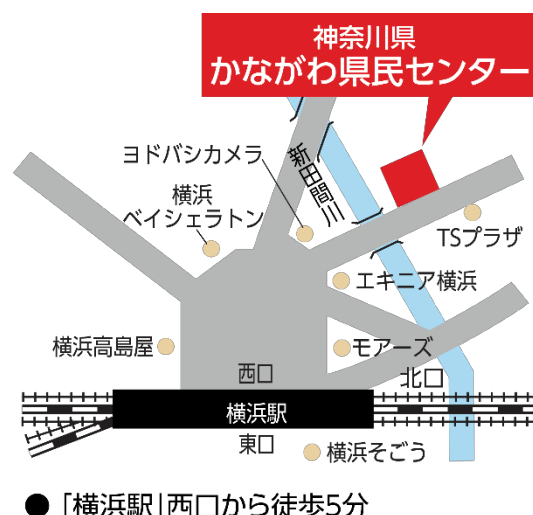 神奈川県
かながわ県民センター
ヨドバシカメラ
新田間川
横浜
ベイシェラトン
TSプラザ
エキニア横浜
横浜高島屋
モアーズ
西口
北口
横浜駅
東口
横浜そごう
● 「横浜駅」西口から徒歩5分